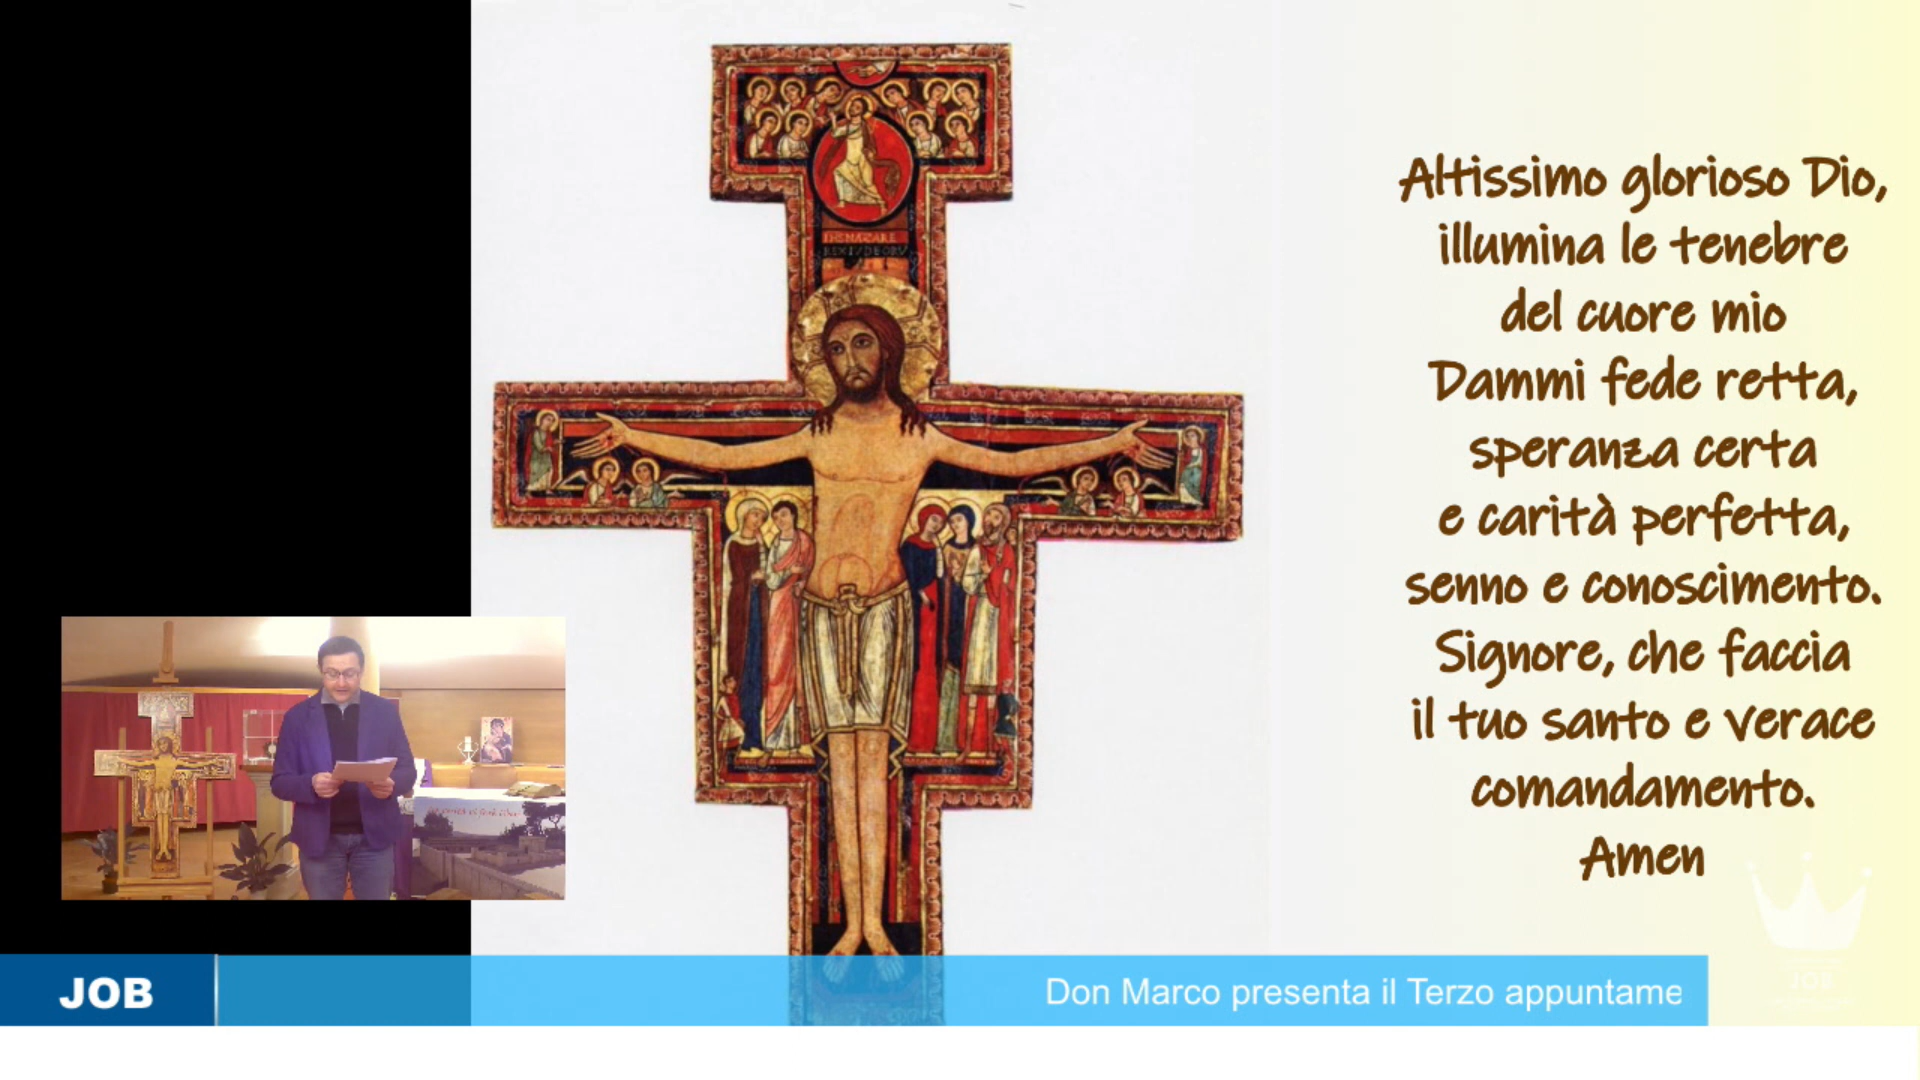 Altissimo glorioso Dio,
illumina le tenebre
del cuore mio
Dammi fede retta,
speranza certa
e carità perfetta,
senno e conoscimento.
Signore, che faccia
il tuo santo e verace
comandamento.
Amen
JOB
Don Marco presenta il Terzo appuntame
JOB